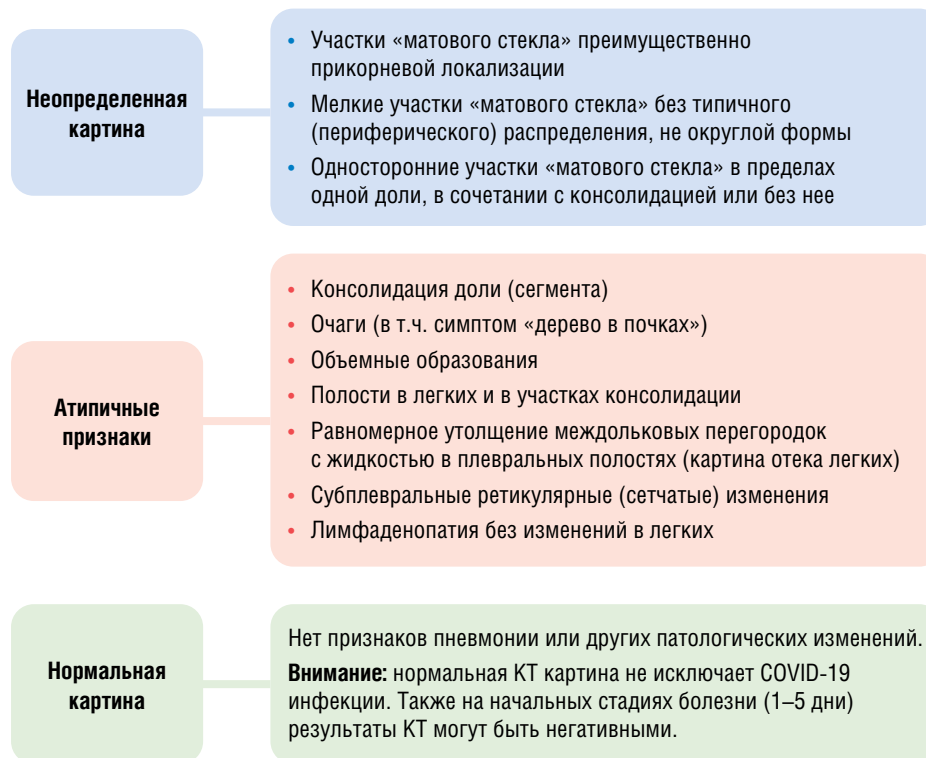 Неопределенная
картина
• Участки «матового стекла» преимущественно
прикорневой локализации
• Мелкие участки «матового стекла» без типичного
(периферического) распределения, не округлой формы
• Односторонние участки «матового стекла» в пределах
одной доли, в сочетании с консолидацией или без нее
Атипичные
признаки
• Консолидация доли (сегмента)
• Очаги (в т.ч. симптом «дерево в почках»)
• Объемные образования
• Полости в легких и в участках консолидации
• Равномерное утолщение междольковых перегородок
с жидкостью в плевральных полостях (картина отека легких)
• Субплевральные ретикулярные (сетчатые) изменения
• Лимфаденопатия без изменений в легких
Нормальная
картина
Нет признаков пневмонии или других патологических изменений.
Внимание: нормальная КТ картина не исключает COVID-19
инфекции. Также на начальных стадиях болезни (1–5 дни)
результаты КТ могут быть негативными.